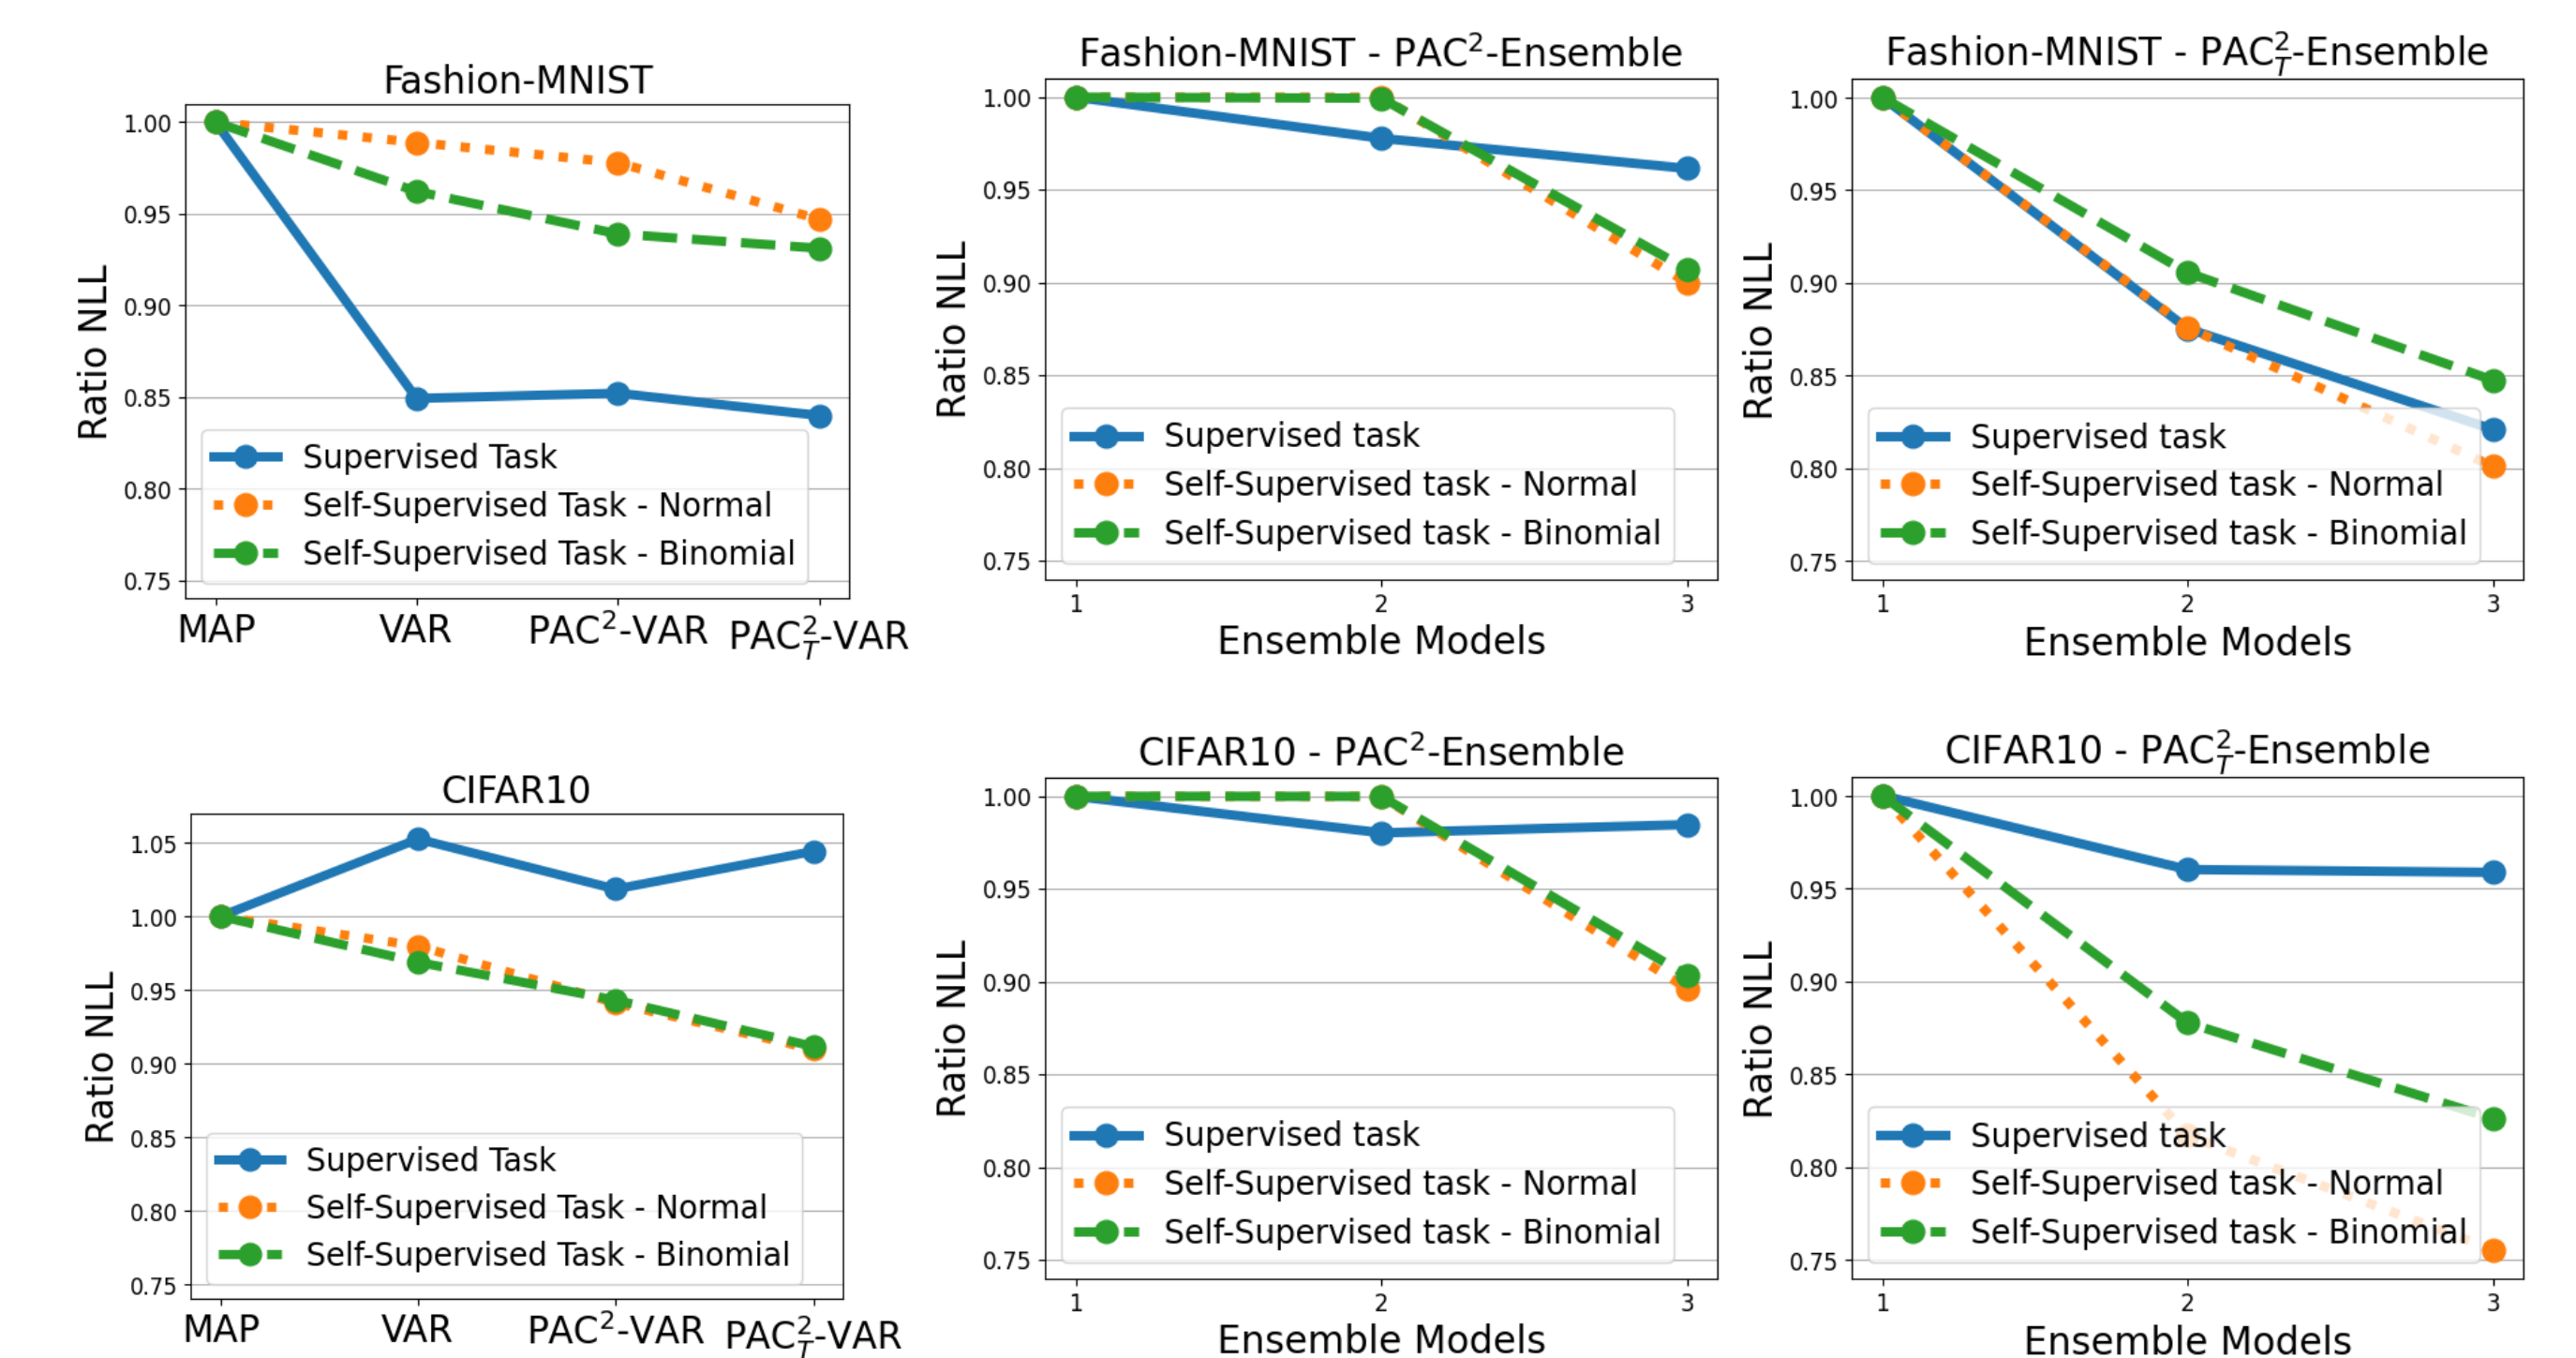 Fashion-MNIST
Ratio NLL
1.00
0.95
0.90
0.85
0.80
0.75
Supervised Task
Self-Supervised Task - Normal
Self-Supervised Task - Binomial
MAP VAR PAC²-VAR PAC²_T-VAR
Fashion-MNIST - PAC²-Ensemble
Ratio NLL
1.00
0.95
0.90
0.85
0.80
0.75
Supervised task
Self-Supervised task - Normal
Self-Supervised task - Binomial
1 2 3
Ensemble Models
Fashion-MNIST - PAC²_T-Ensemble
Ratio NLL
1.00
0.95
0.90
0.85
0.80
0.75
Supervised task
Self-Supervised task - Normal
Self-Supervised task - Binomial
1 2 3
Ensemble Models
CIFAR10
Ratio NLL
1.05
1.00
0.95
0.90
0.85
0.80
0.75
Supervised Task
Self-Supervised Task - Normal
Self-Supervised Task - Binomial
MAP VAR PAC²-VAR PAC²_T-VAR
CIFAR10 - PAC²-Ensemble
Ratio NLL
1.00
0.95
0.90
0.85
0.80
0.75
Supervised task
Self-Supervised task - Normal
Self-Supervised task - Binomial
1 2 3
Ensemble Models
CIFAR10 - PAC²_T-Ensemble
Ratio NLL
1.00
0.95
0.90
0.85
0.80
0.75
Supervised task
Self-Supervised task - Normal
Self-Supervised task - Binomial
1 2 3
Ensemble Models